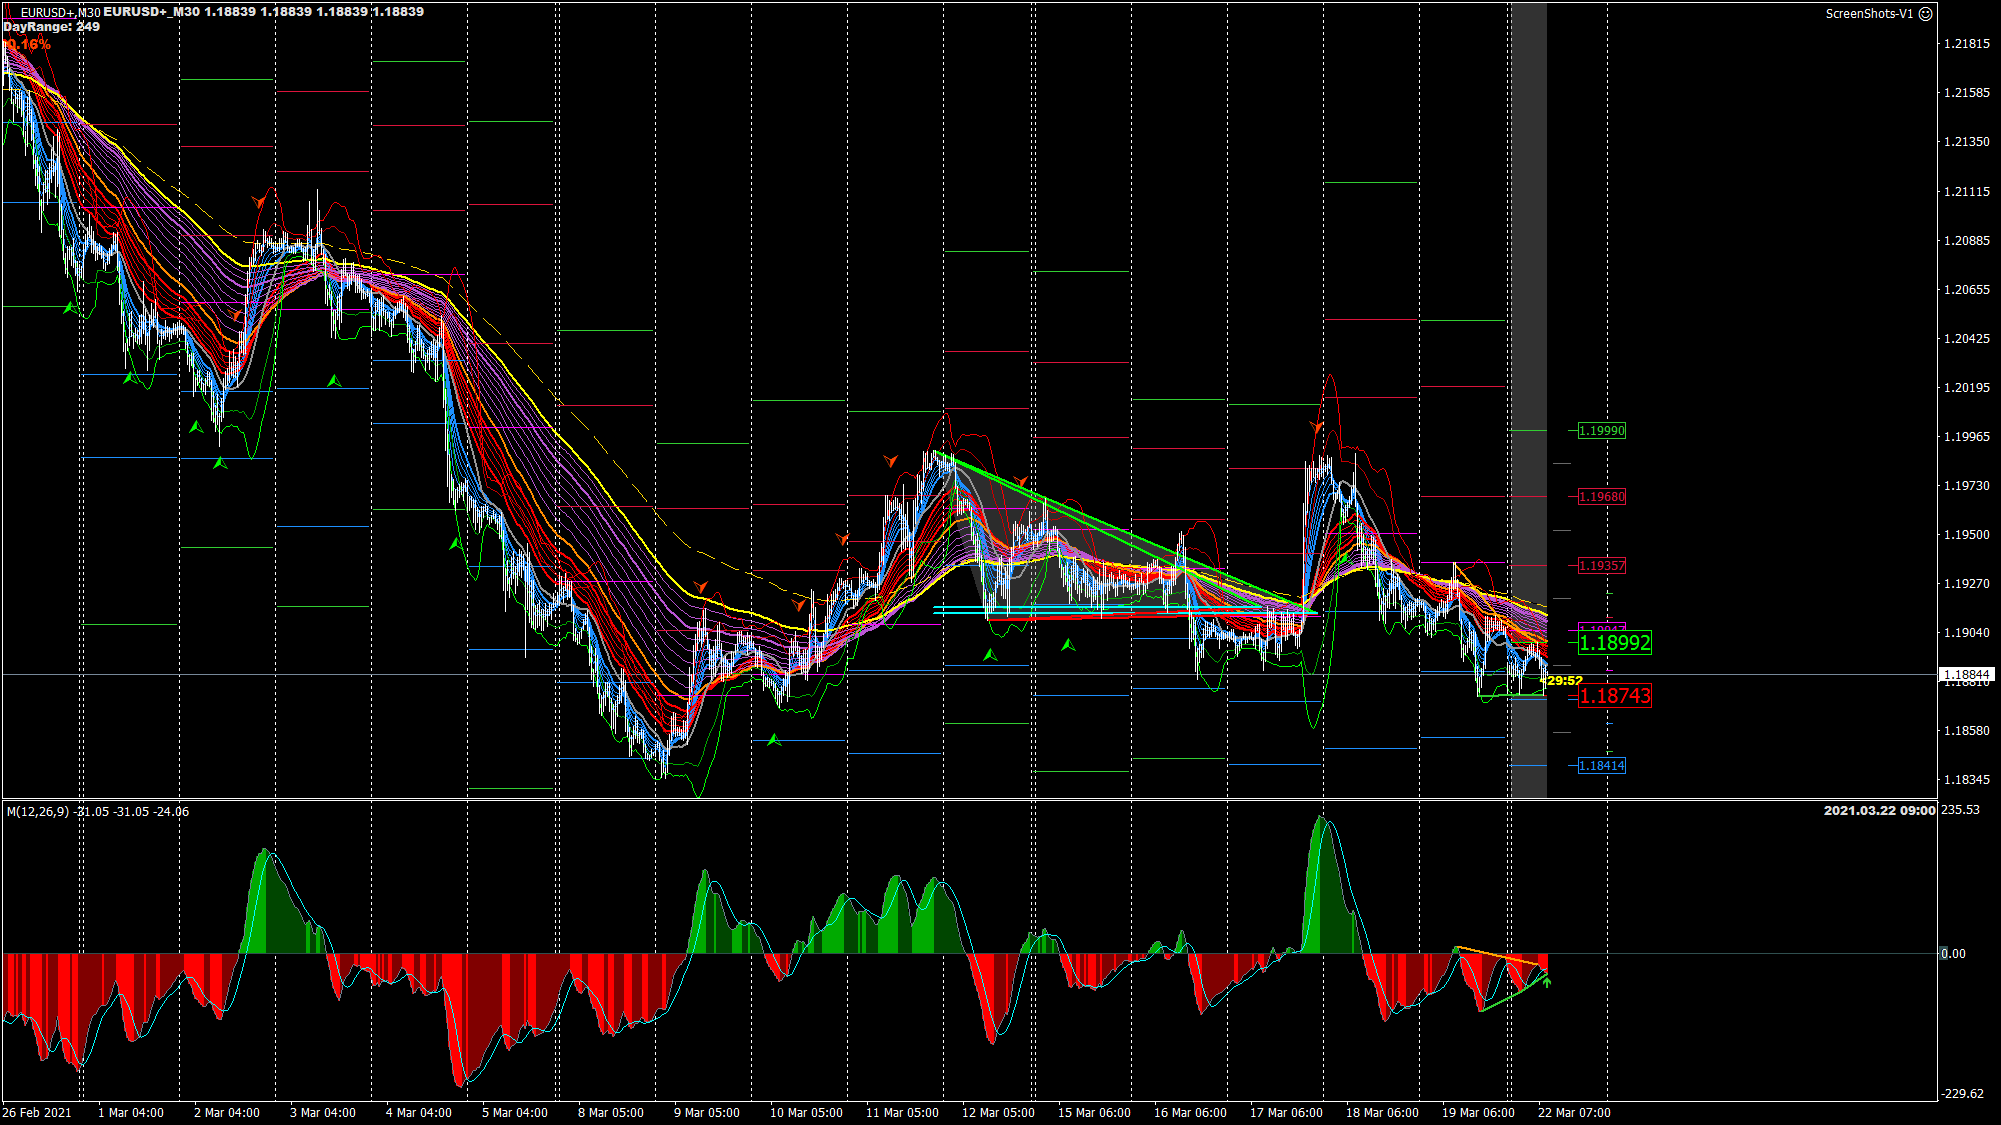 EURUSD+,M30 EURUSD+_M30 1.18839 1.18839 1.18839 1.18839
ScreenShots-V1 ☺
DayRange: 249
-0.16%
1.21815
1.21585
1.21350
1.21115
1.20885
1.20655
1.20425
1.20195
1.19965
1.19730
1.19500
1.19270
1.19040
1.18844
1.18810
1.18580
1.18345
1.19990
1.19680
1.19357
1.18992
<29:52
1.18743
1.18414
M(12,26,9) -31.05 -31.05 -24.06
2021.03.22 09:00
235.53
0.00
-229.62
26 Feb 2021
1 Mar 04:00
2 Mar 04:00
3 Mar 04:00
4 Mar 04:00
5 Mar 04:00
8 Mar 05:00
9 Mar 05:00
10 Mar 05:00
11 Mar 05:00
12 Mar 05:00
15 Mar 06:00
16 Mar 06:00
17 Mar 06:00
18 Mar 06:00
19 Mar 06:00
22 Mar 07:00